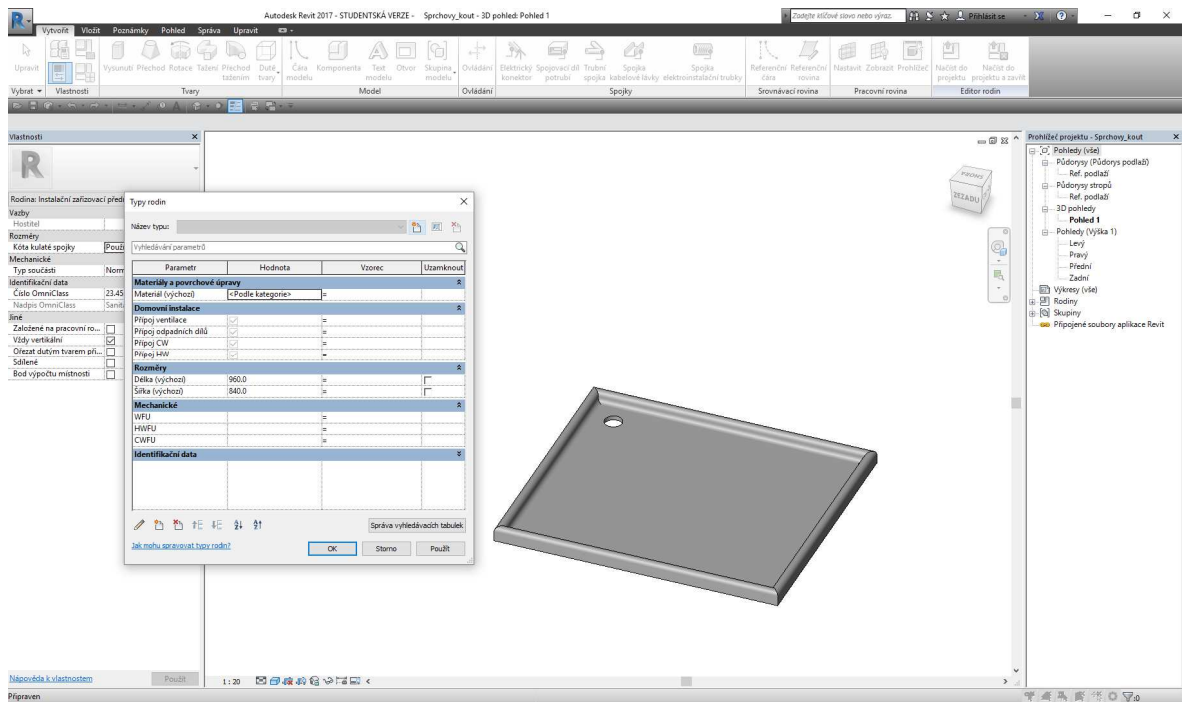 Autodesk Revit 2017 - STUDENTSKÁ VERZE - Sprchovy_kout - 3D pohled: Pohled 1
Zadejte klíčové slovo nebo výraz.
Přihlásit se
Vytvořit Vložit Poznámky Pohled Správa Upravit
Upravit
Vysunutí Přechod Rotace Tažení Přechod tažením Duté tvary
Čára modelu Komponenta Text modelu Otvor Skupina modelu
Ovládání
Elektrický konektor Spojovací díl potrubí Trubní spojka Spojka kabelové lávky Spojka elektroinstalační trubky
Referenční čára Referenční rovina
Nastavit Zobrazit Prohlížeč
Načíst do projektu Načíst do projektu a zavřít
Vybrat Vlastnosti Tvary Model Ovládání Spojky Srovnávací rovina Pracovní rovina Editor rodin
Vlastnosti
Rodina: Instalační zařizovací před
Vazby
Hostitel
Rozměry
Kóta kulaté spojky Použí
Mechanické
Typ součásti Norm
Identifikační data
Číslo OmniClass 23.45
Nadpis OmniClass Sanit
Jiné
Založené na pracovní ro...
Vždy vertikální
Ořezat dutým tvarem při...
Sdílené
Bod výpočtu místnosti
Nápověda k vlastnostem Použít
Typy rodin
Název typu:
Vyhledávání parametrů
Parametr Hodnota Vzorec Uzamknout
Materiály a povrchové úpravy
Materiál (výchozí) <Podle kategorie> =
Domovní instalace
Přípoj ventilace =
Přípoj odpadních dílů =
Přípoj CW =
Přípoj HW =
Rozměry
Délka (výchozí) 960.0 =
Šířka (výchozí) 840.0 =
Mechanické
WFU =
HWFU =
CWFU =
Identifikační data
Správa vyhledávacích tabulek
Jak mohu spravovat typy rodin?
OK Storno Použít
ZEZADU
1 : 20
Prohlížeč projektu - Sprchovy_kout
Pohledy (vše)
Půdorysy (Půdorys podlaží)
Ref. podlaží
Půdorysy stropů
Ref. podlaží
3D pohledy
Pohled 1
Pohledy (Výška 1)
Levý
Pravý
Přední
Zadní
Výkresy (vše)
Rodiny
Skupiny
Připojené soubory aplikace Revit
Připraven
:0